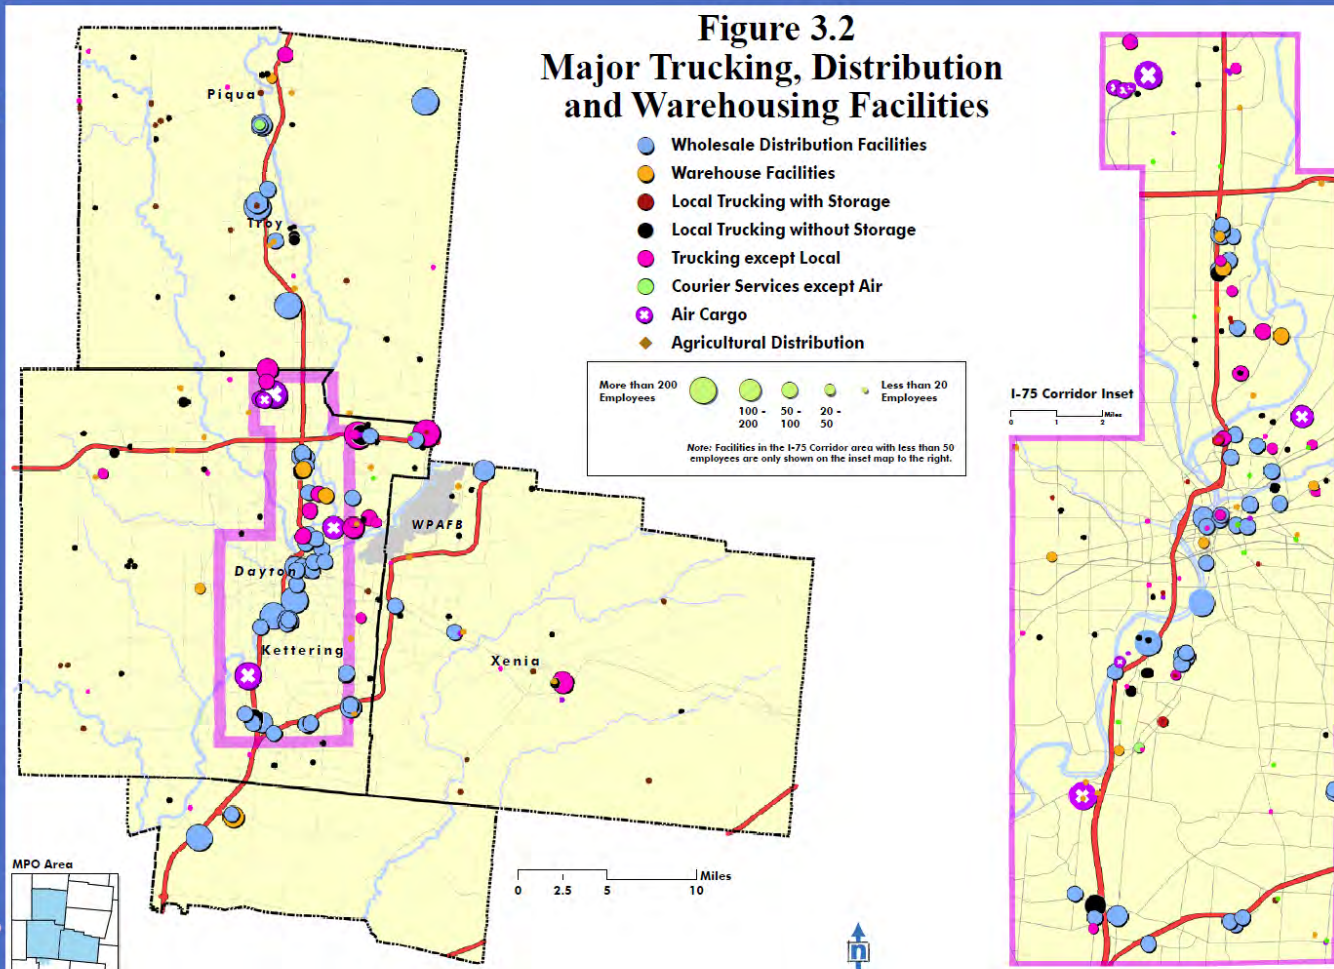 Figure 3.2
Major Trucking, Distribution
and Warehousing Facilities
Wholesale Distribution Facilities
Warehouse Facilities
Local Trucking with Storage
Local Trucking without Storage
Trucking except Local
Courier Services except Air
Air Cargo
Agricultural Distribution
More than 200
Employees
100 -
200
50 -
100
20 -
50
Less than 20
Employees
Note: Facilities in the I-75 Corridor area with less than 50
employees are only shown on the inset map to the right.
Piqua
Troy
WPAFB
Dayton
Kettering
Xenia
I-75 Corridor Inset
0 1 2 Miles
MPO Area
Miles
0 2.5 5 10
n